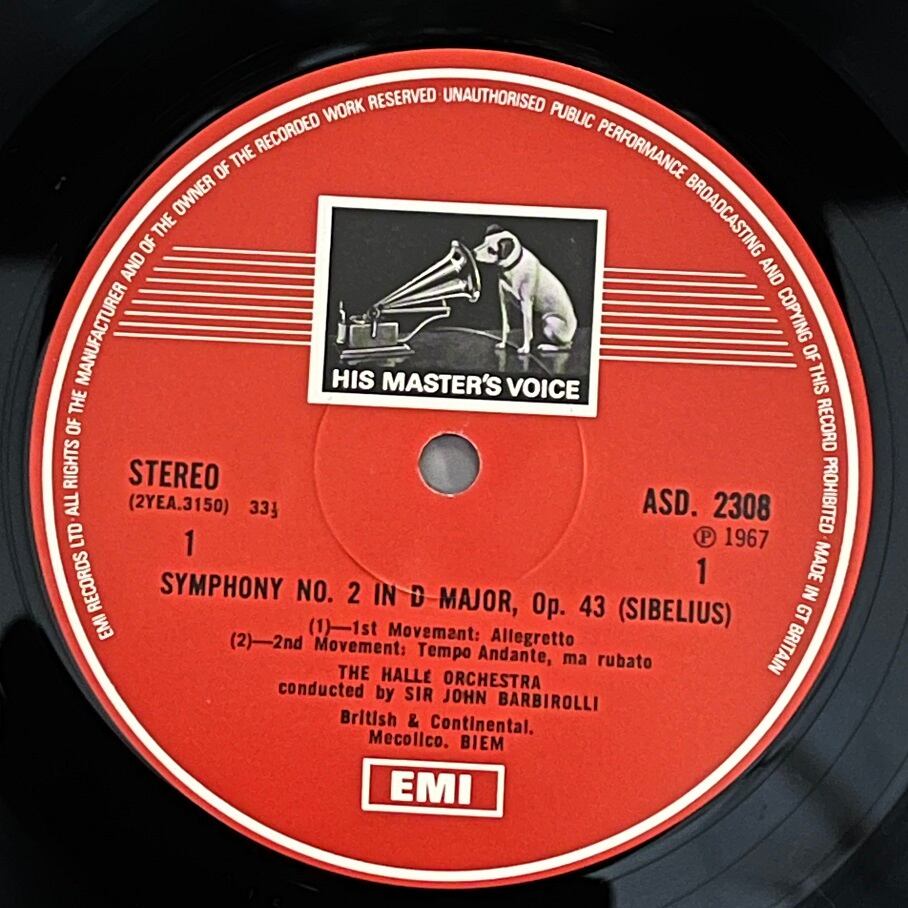 EMI RECORDS LTD · ALL RIGHTS OF THE MANUFACTURER AND OF THE OWNER OF THE RECORDED WORK RESERVED · UNAUTHORISED PUBLIC PERFORMANCE BROADCASTING AND COPYING OF THIS RECORD PROHIBITED · MADE IN GT BRITAIN
HIS MASTER'S VOICE
STEREO
(2YEA.3150) 33⅓
1
ASD. 2308
℗ 1967
1
SYMPHONY NO. 2 IN D MAJOR, Op. 43 (SIBELIUS)
(1)—1st Movement: Allegretto
(2)—2nd Movement: Tempo Andante, ma rubato
THE HALLÉ ORCHESTRA
conducted by SIR JOHN BARBIROLLI
British & Continental.
Mecolico. BIEM
EMI